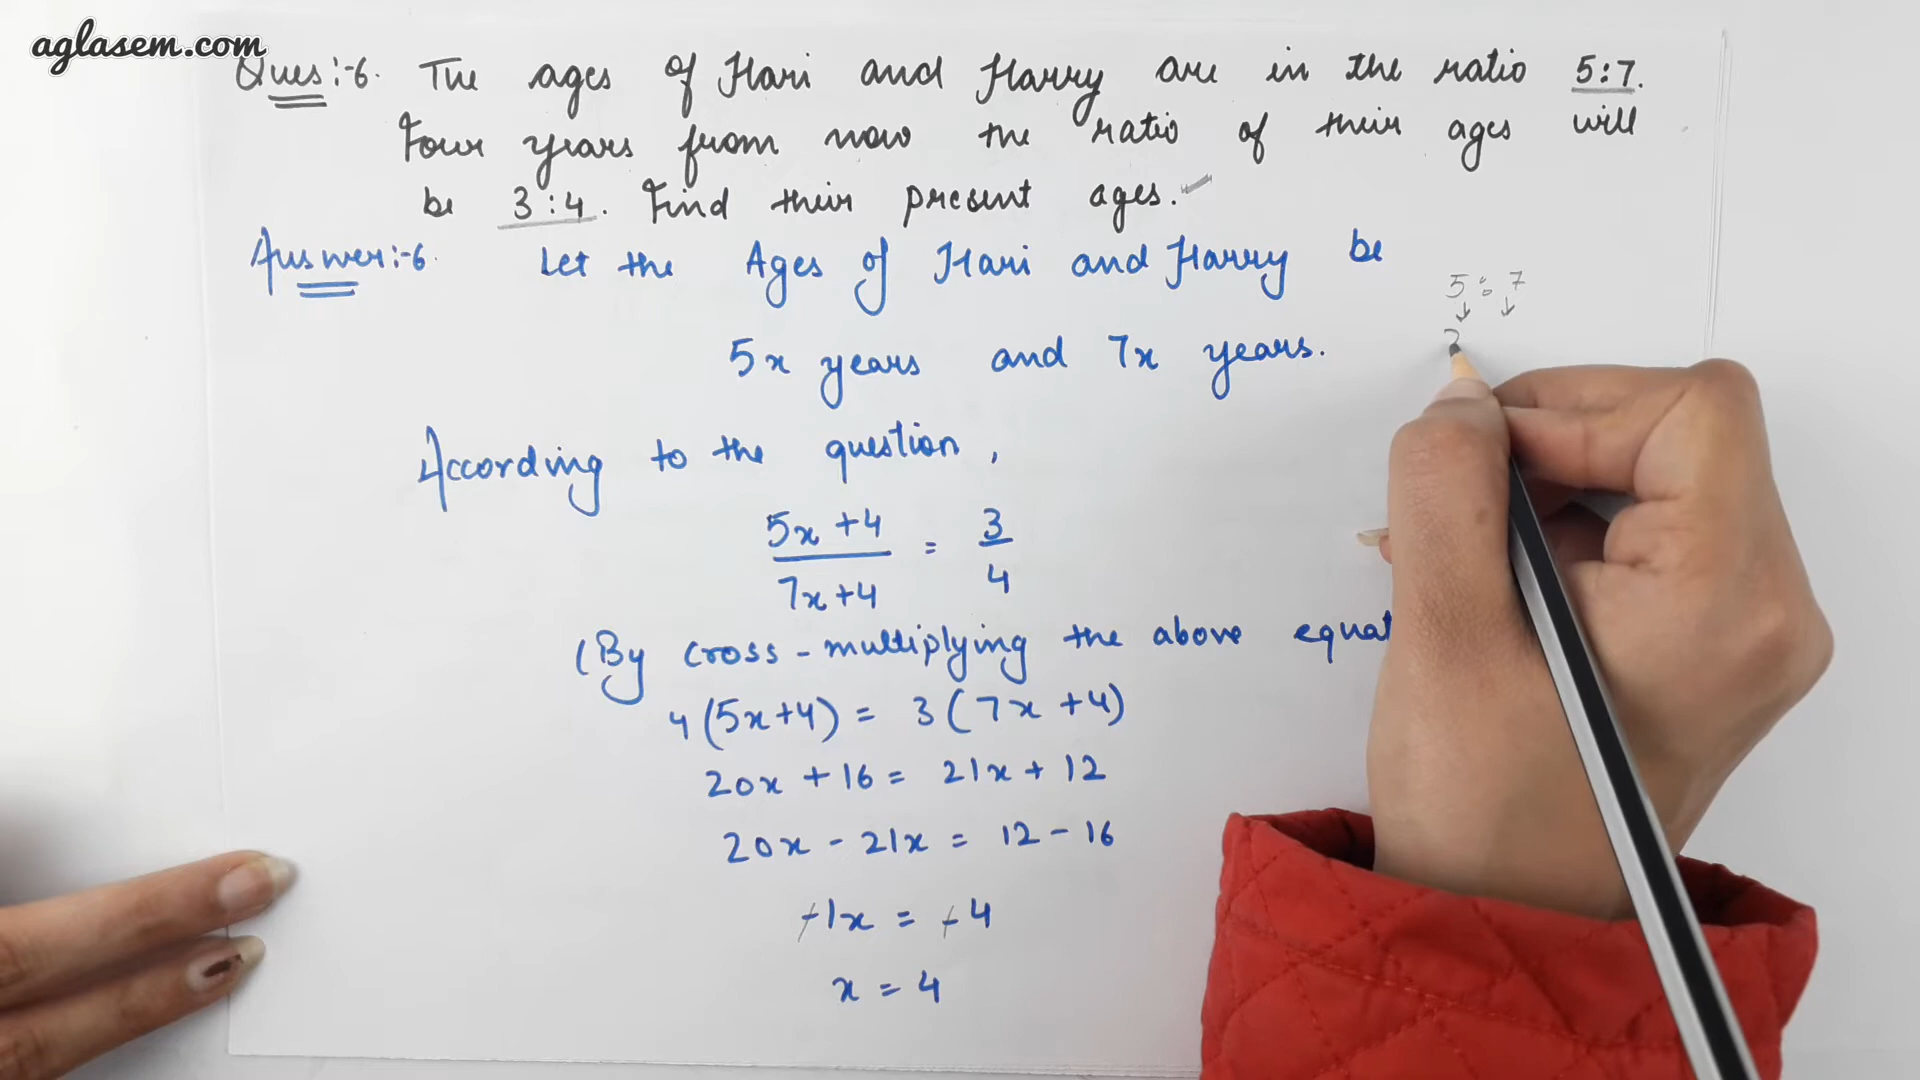 aglasem.com
Ques:-6. The ages of Hari and Harry are in the ratio 5:7.
Four years from now the ratio of their ages will
be 3:4. Find their present ages.
Answer:-6. Let the Ages of Hari and Harry be
5 : 7
5x years and 7x years.
According to the question,
5x+4 / 7x+4 = 3 / 4
(By cross-multiplying the above equat
4(5x+4) = 3(7x+4)
20x + 16 = 21x + 12
20x - 21x = 12 - 16
-1x = -4
x = 4